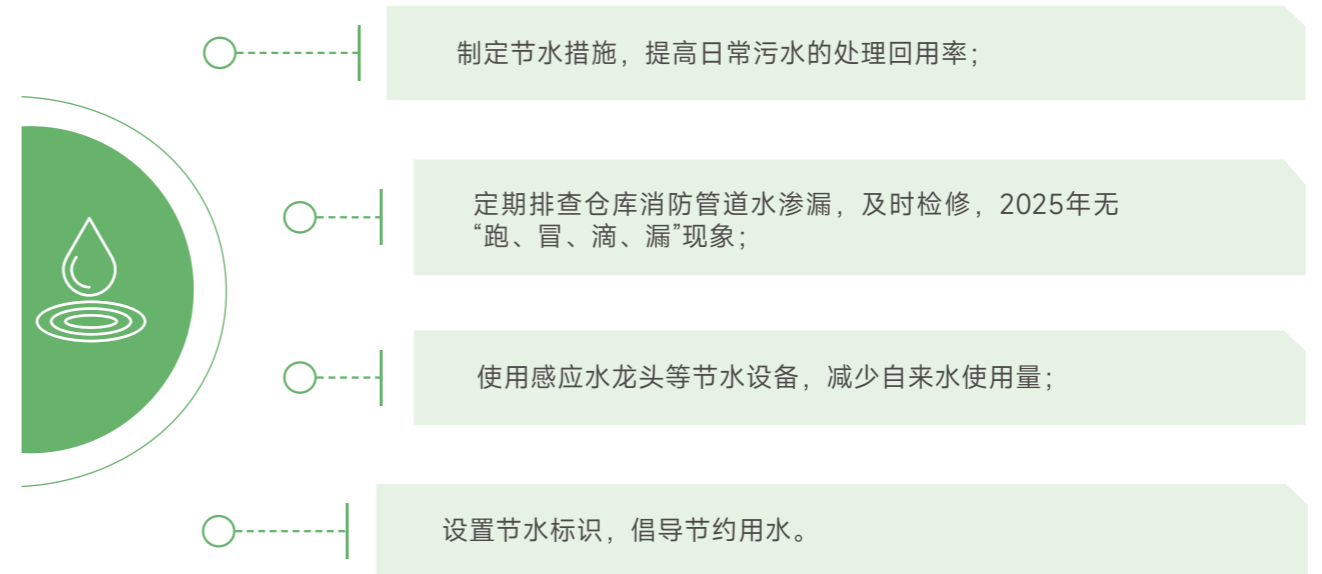 制定节水措施，提高日常污水的处理回用率；
定期排查仓库消防管道水渗漏，及时检修，2025年无
“跑、冒、滴、漏”现象；
使用感应水龙头等节水设备，减少自来水使用量；
设置节水标识，倡导节约用水。